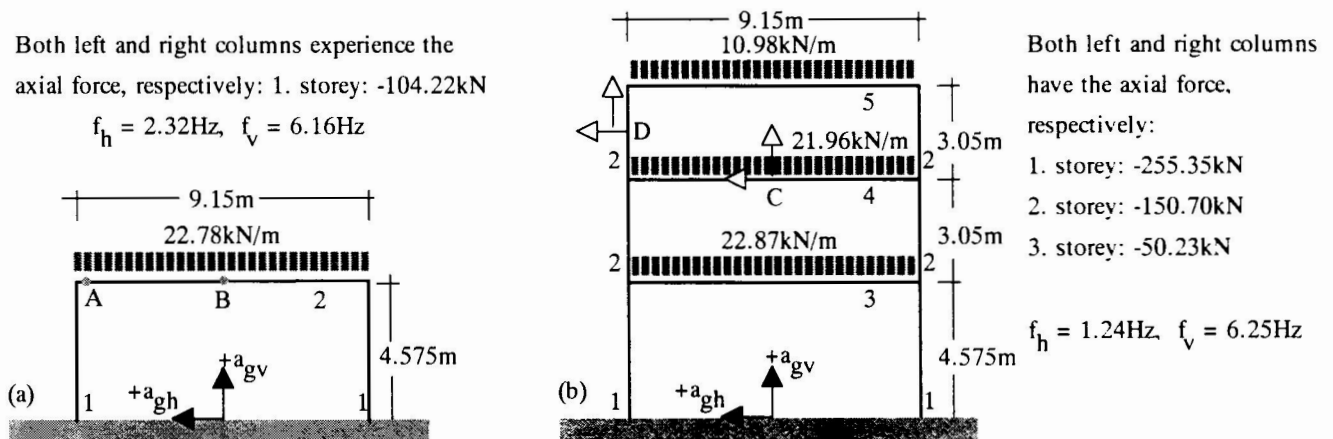 Both left and right columns experience the
axial force, respectively: 1. storey: -104.22kN
f_h = 2.32Hz, f_v = 6.16Hz
9.15m
22.78kN/m
A
B
2
4.575m
+a_gv
+a_gh
(a)
1
1
9.15m
10.98kN/m
5
D
21.96kN/m
3.05m
2
2
C
4
22.87kN/m
3.05m
2
2
3
4.575m
+a_gv
+a_gh
(b)
1
1
Both left and right columns
have the axial force,
respectively:
1. storey: -255.35kN
2. storey: -150.70kN
3. storey: -50.23kN
f_h = 1.24Hz, f_v = 6.25Hz